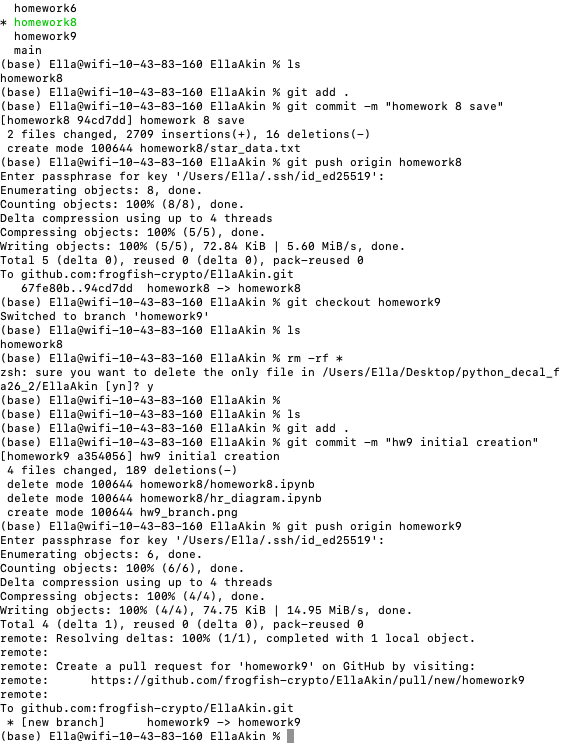 homework6
* homework8
homework9
main
(base) Ella@wifi-10-43-83-160 EllaAkin % ls
homework8
(base) Ella@wifi-10-43-83-160 EllaAkin % git add .
(base) Ella@wifi-10-43-83-160 EllaAkin % git commit -m "homework 8 save"
[homework8 94cd7dd] homework 8 save
2 files changed, 2709 insertions(+), 16 deletions(-)
create mode 100644 homework8/star_data.txt
(base) Ella@wifi-10-43-83-160 EllaAkin % git push origin homework8
Enter passphrase for key '/Users/Ella/.ssh/id_ed25519':
Enumerating objects: 8, done.
Counting objects: 100% (8/8), done.
Delta compression using up to 4 threads
Compressing objects: 100% (5/5), done.
Writing objects: 100% (5/5), 72.84 KiB | 5.60 MiB/s, done.
Total 5 (delta 0), reused 0 (delta 0), pack-reused 0
To github.com:frogfish-crypto/EllaAkin.git
67fe80b..94cd7dd  homework8 -> homework8
(base) Ella@wifi-10-43-83-160 EllaAkin % git checkout homework9
Switched to branch 'homework9'
(base) Ella@wifi-10-43-83-160 EllaAkin % ls
homework8
(base) Ella@wifi-10-43-83-160 EllaAkin % rm -rf *
zsh: sure you want to delete the only file in /Users/Ella/Desktop/python_decal_f
a26_2/EllaAkin [yn]? y
(base) Ella@wifi-10-43-83-160 EllaAkin %
(base) Ella@wifi-10-43-83-160 EllaAkin % ls
(base) Ella@wifi-10-43-83-160 EllaAkin % git add .
(base) Ella@wifi-10-43-83-160 EllaAkin % git commit -m "hw9 initial creation"
[homework9 a354056] hw9 initial creation
4 files changed, 189 deletions(-)
delete mode 100644 homework8/homework8.ipynb
delete mode 100644 homework8/hr_diagram.ipynb
create mode 100644 hw9_branch.png
(base) Ella@wifi-10-43-83-160 EllaAkin % git push origin homework9
Enter passphrase for key '/Users/Ella/.ssh/id_ed25519':
Enumerating objects: 6, done.
Counting objects: 100% (6/6), done.
Delta compression using up to 4 threads
Compressing objects: 100% (4/4), done.
Writing objects: 100% (4/4), 74.75 KiB | 14.95 MiB/s, done.
Total 4 (delta 1), reused 0 (delta 0), pack-reused 0
remote: Resolving deltas: 100% (1/1), completed with 1 local object.
remote:
remote: Create a pull request for 'homework9' on GitHub by visiting:
remote:      https://github.com/frogfish-crypto/EllaAkin/pull/new/homework9
remote:
To github.com:frogfish-crypto/EllaAkin.git
* [new branch]      homework9 -> homework9
(base) Ella@wifi-10-43-83-160 EllaAkin %